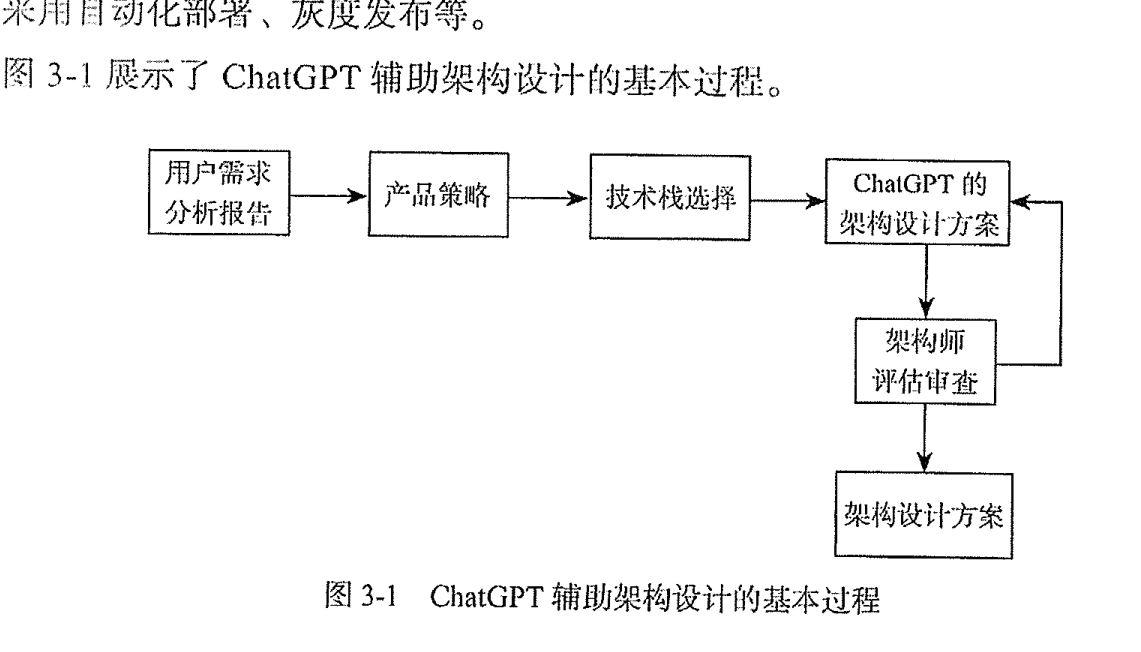 采用自动化部署、灰度发布等。
图 3-1 展示了 ChatGPT 辅助架构设计的基本过程。
用户需求
分析报告
产品策略
技术栈选择
ChatGPT 的
架构设计方案
架构师
评估审查
架构设计方案
图 3-1 ChatGPT 辅助架构设计的基本过程